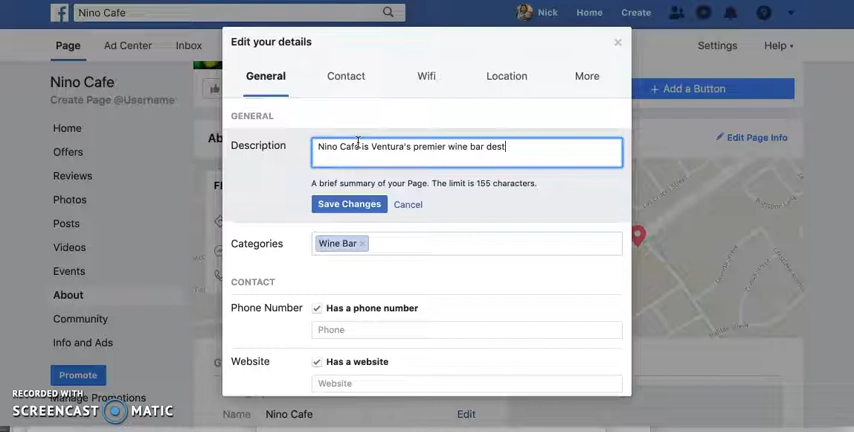 Nino Cafe
Nick
Home
Create
Page
Ad Center
Inbox
Settings
Help
Edit your details
General
Contact
Wifi
Location
More
Nino Cafe
Create Page @Username
+ Add a Button
Home
Offers
Reviews
Photos
Posts
Videos
Events
About
Community
Info and Ads
Promote
Manage Promotions
Edit Page Info
GENERAL
Description
Nino Cafe is Ventura's premier wine bar dest
A brief summary of your Page. The limit is 155 characters.
Save Changes
Cancel
Categories
Wine Bar
CONTACT
Phone Number
Has a phone number
Phone
Website
Has a website
Website
Name
Nino Cafe
Edit
RECORDED WITH
SCREENCAST MATIC